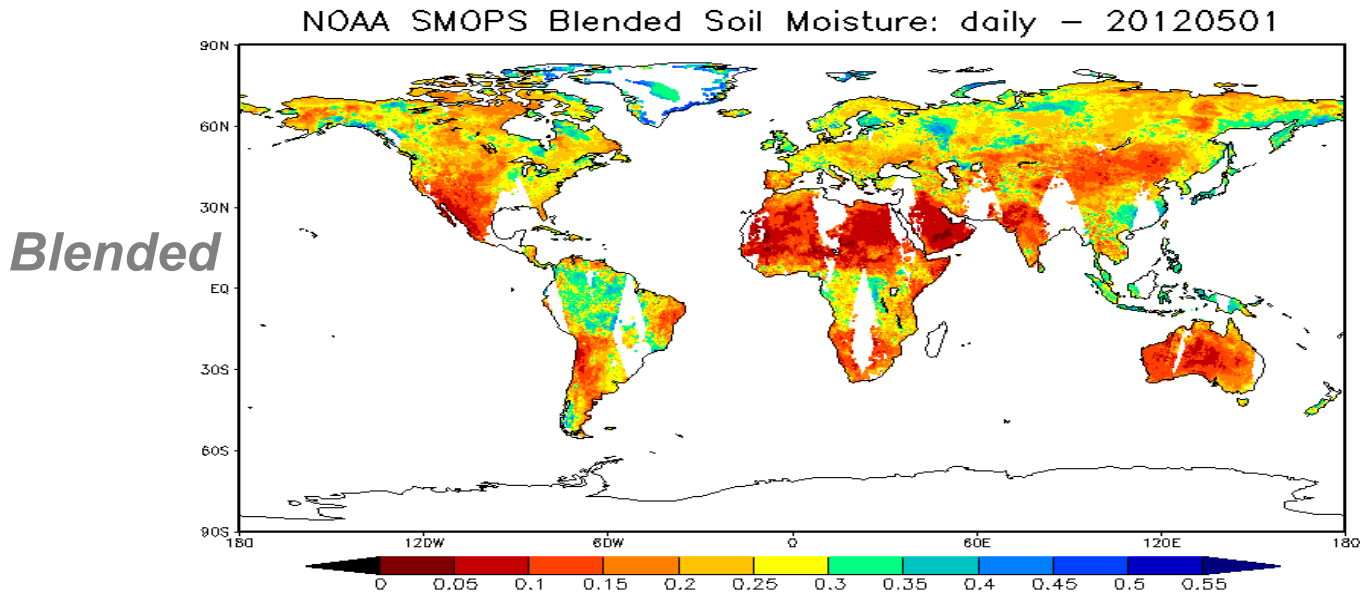 NOAA SMOPS Blended Soil Moisture: daily – 20120501
90N
60N
30N
Blended
EQ
30S
60S
90S
180 120W 60W 0 60E 120E 180
0 0.05 0.1 0.15 0.2 0.25 0.3 0.35 0.4 0.45 0.5 0.55